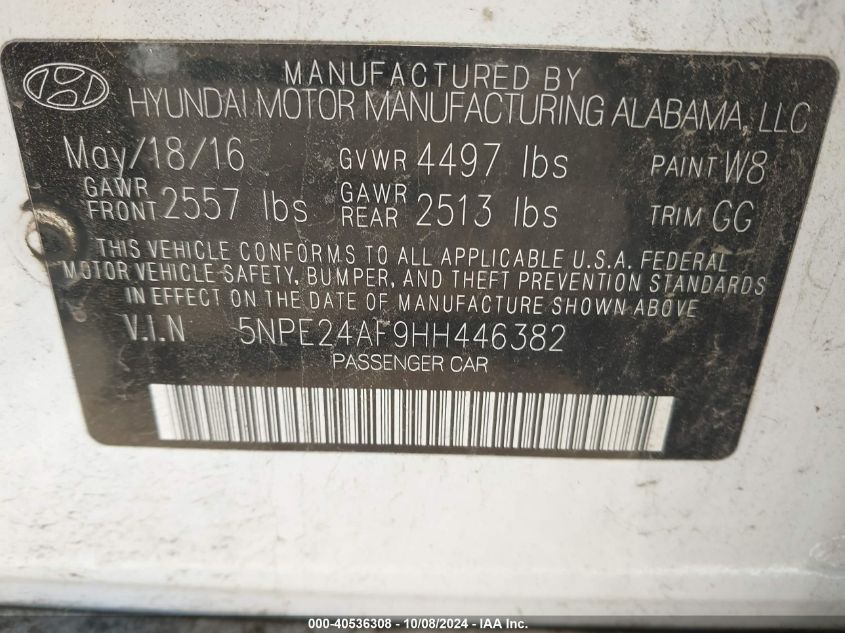 MANUFACTURED BY
HYUNDAI MOTOR MANUFACTURING ALABAMA, LLC
May/18/16 GVWR 4497 lbs PAINT W8
GAWR FRONT 2557 lbs GAWR REAR 2513 lbs TRIM GG
THIS VEHICLE CONFORMS TO ALL APPLICABLE U.S.A. FEDERAL
MOTOR VEHICLE SAFETY, BUMPER, AND THEFT PREVENTION STANDARDS
IN EFFECT ON THE DATE OF MANUFACTURE SHOWN ABOVE
V.I.N 5NPE24AF9HH446382
PASSENGER CAR
000-40536308 - 10/08/2024 - IAA Inc.